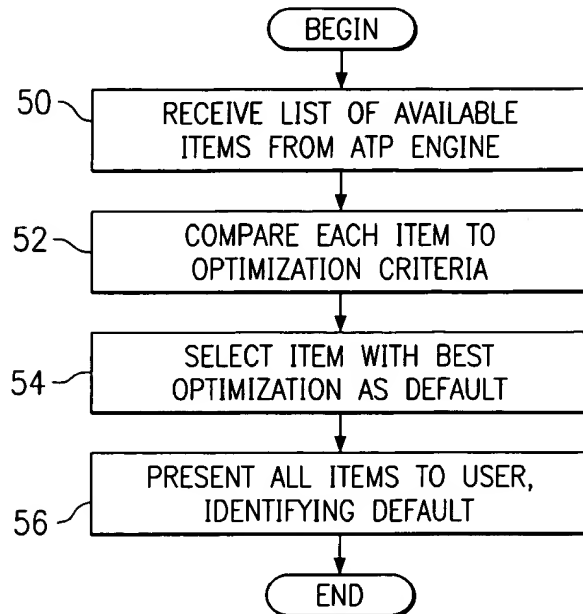 BEGIN
50
RECEIVE LIST OF AVAILABLE
ITEMS FROM ATP ENGINE
52
COMPARE EACH ITEM TO
OPTIMIZATION CRITERIA
54
SELECT ITEM WITH BEST
OPTIMIZATION AS DEFAULT
56
PRESENT ALL ITEMS TO USER,
IDENTIFYING DEFAULT
END